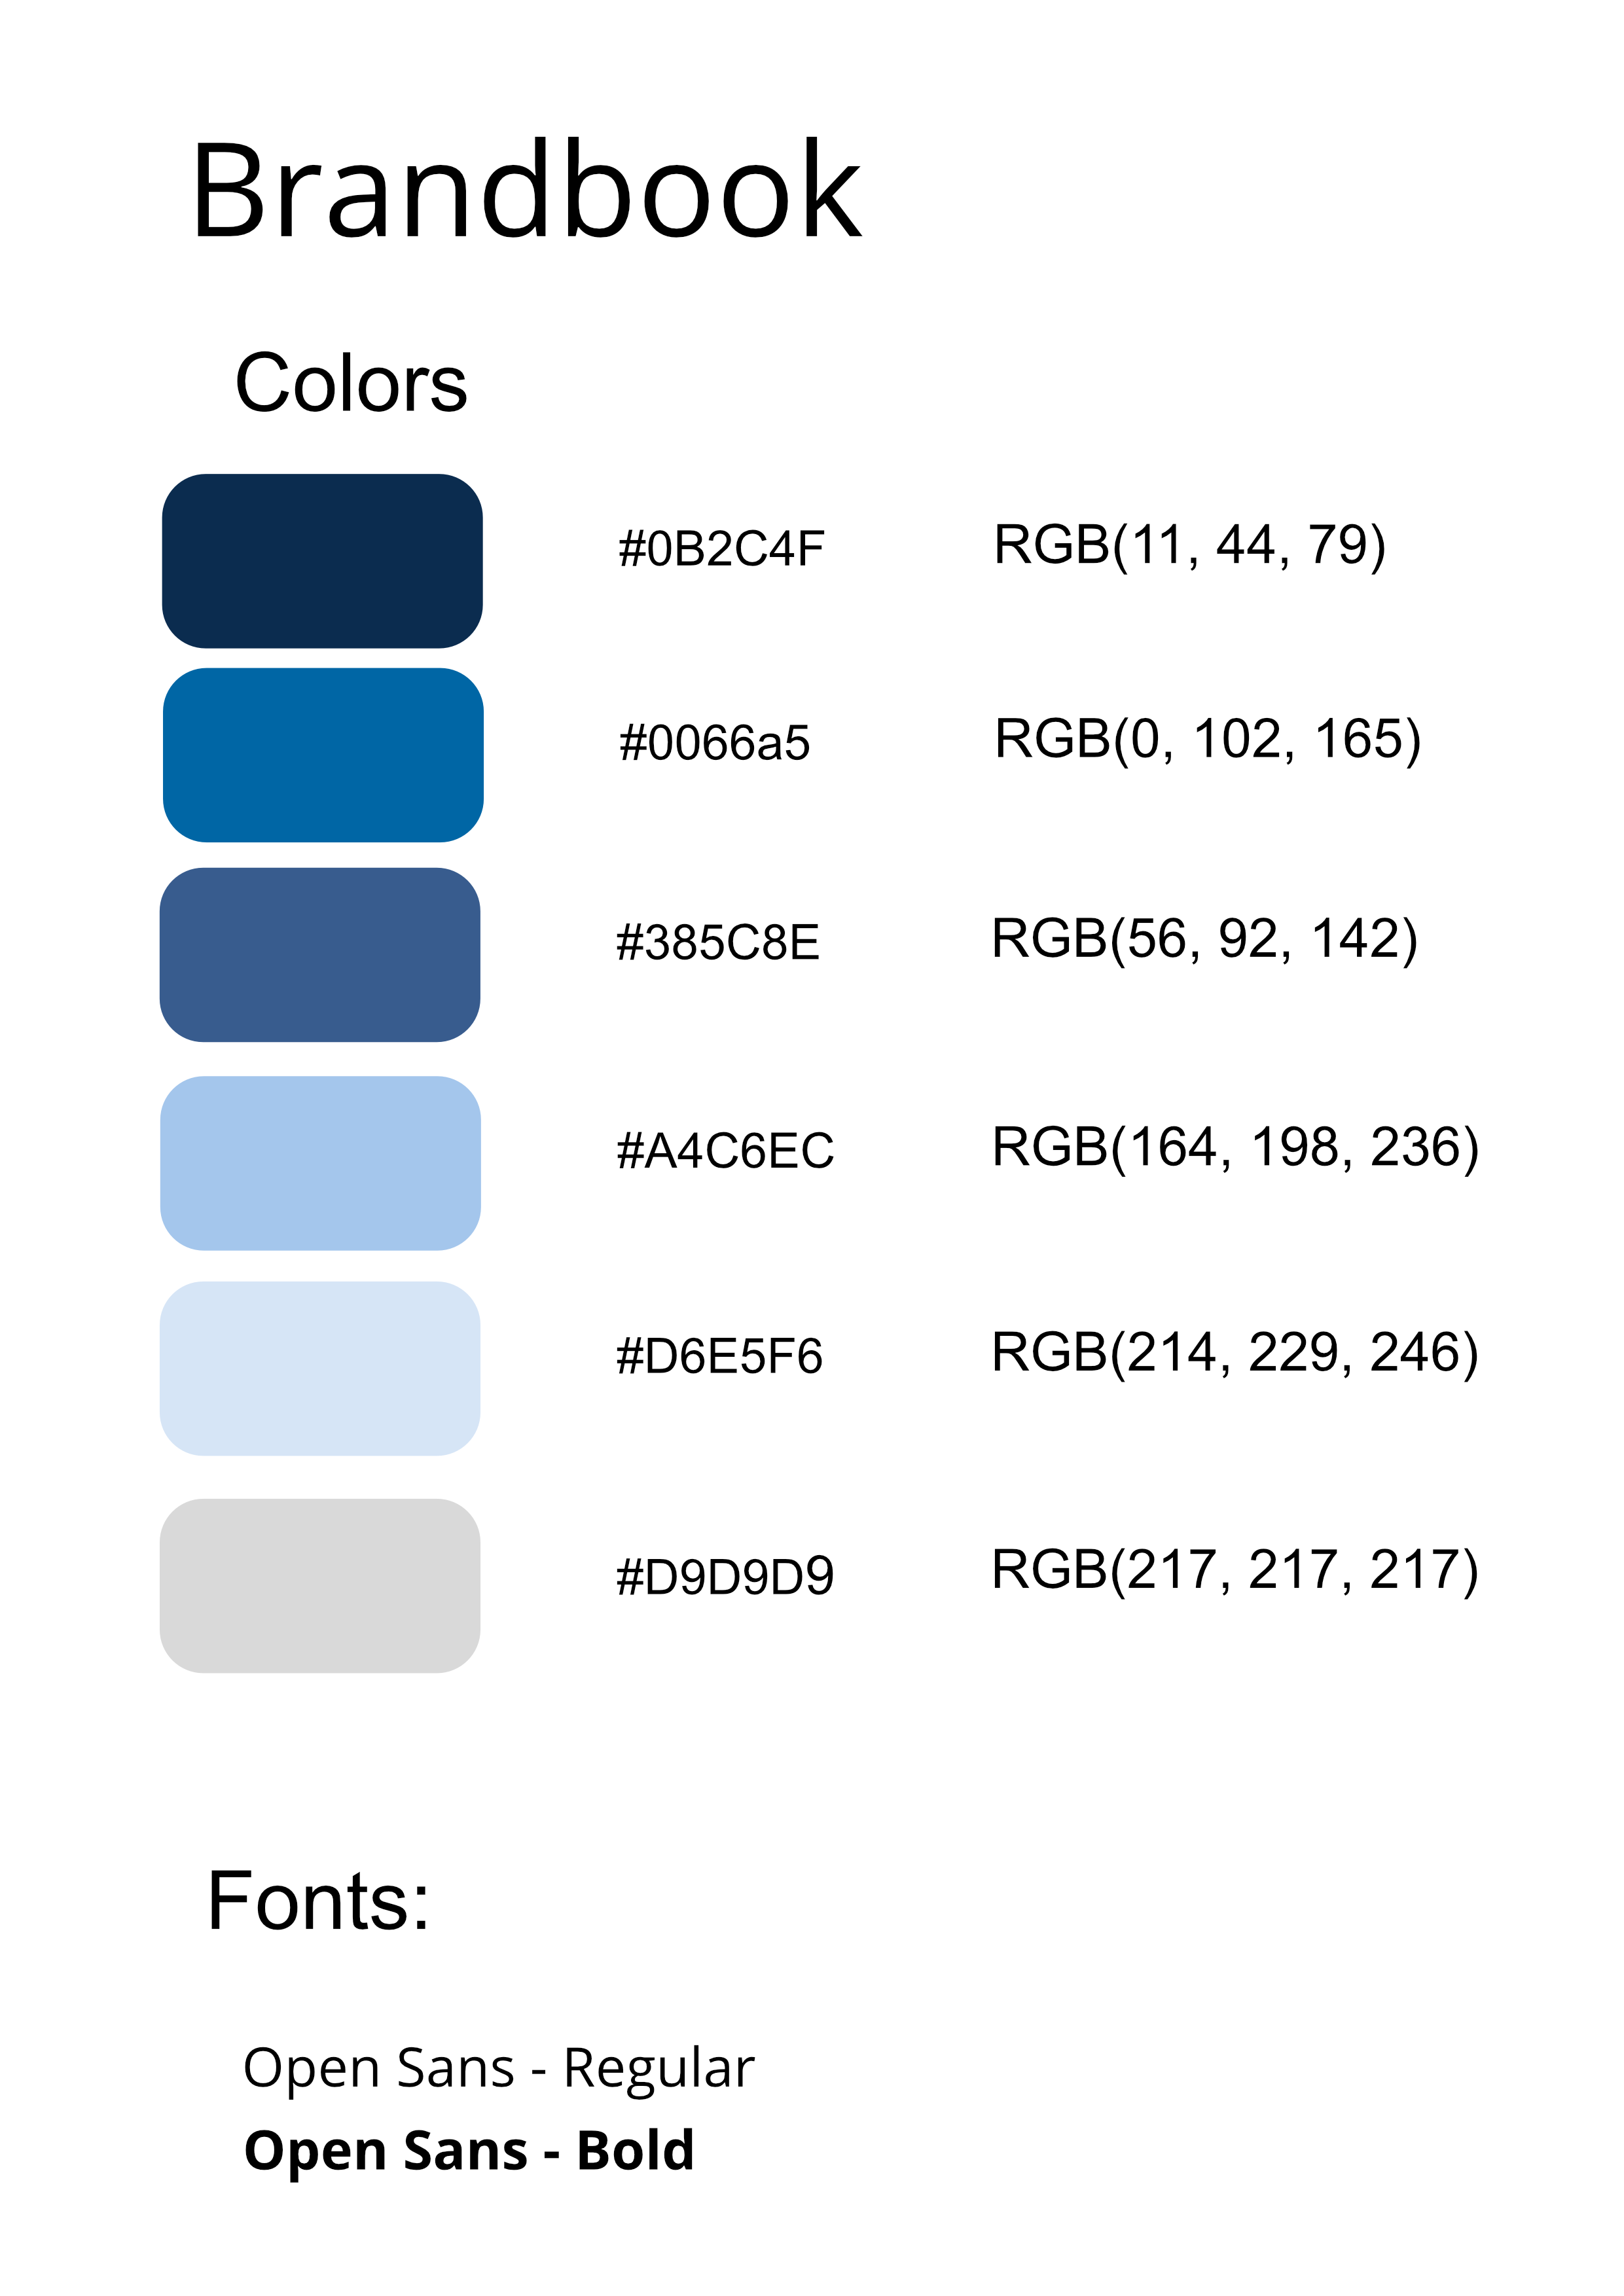 Brandbook
Colors
#0B2C4F RGB(11, 44, 79)
#0066a5 RGB(0, 102, 165)
#385C8E RGB(56, 92, 142)
#A4C6EC RGB(164, 198, 236)
#D6E5F6 RGB(214, 229, 246)
#D9D9D9 RGB(217, 217, 217)
Fonts:
Open Sans - Regular
Open Sans - Bold